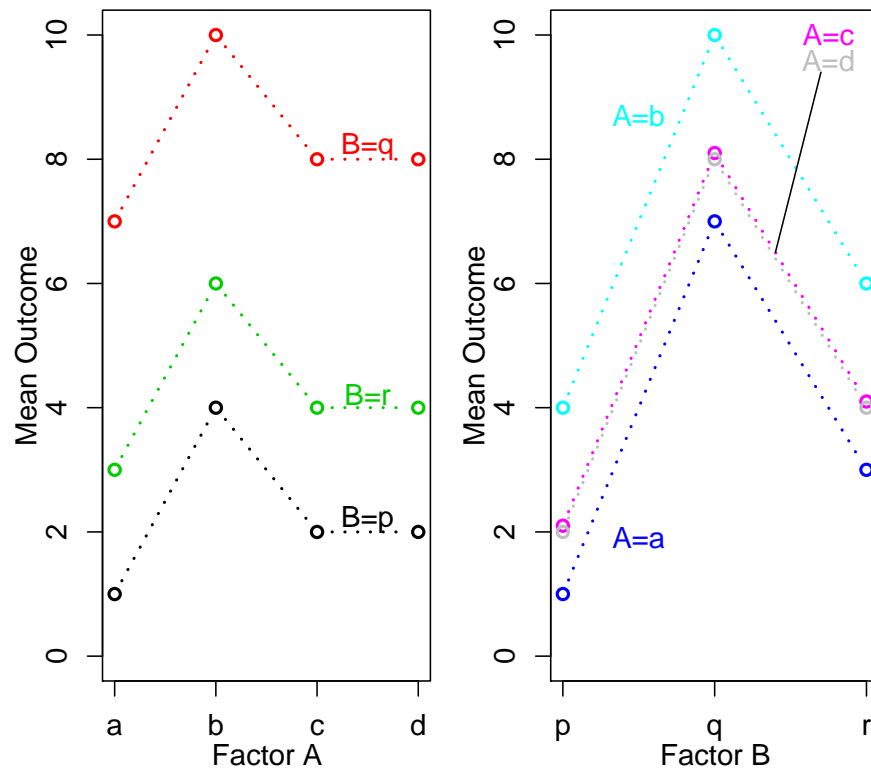 Mean Outcome
10
8
6
4
2
0
B=q
B=r
B=p
a b c d
Factor A
Mean Outcome
10
8
6
4
2
0
A=c
A=d
A=b
A=a
p q r
Factor B